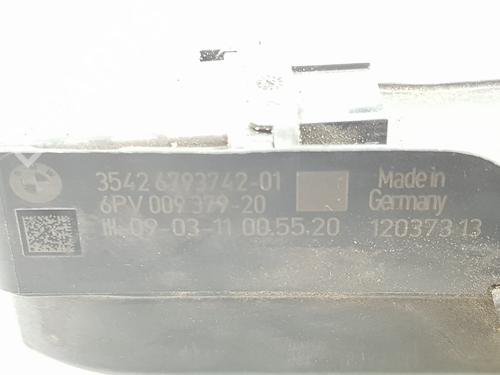 3542 6793742-01
6PV 009 379-20
09-03-11 00.55.20
Made in
Germany
12037313